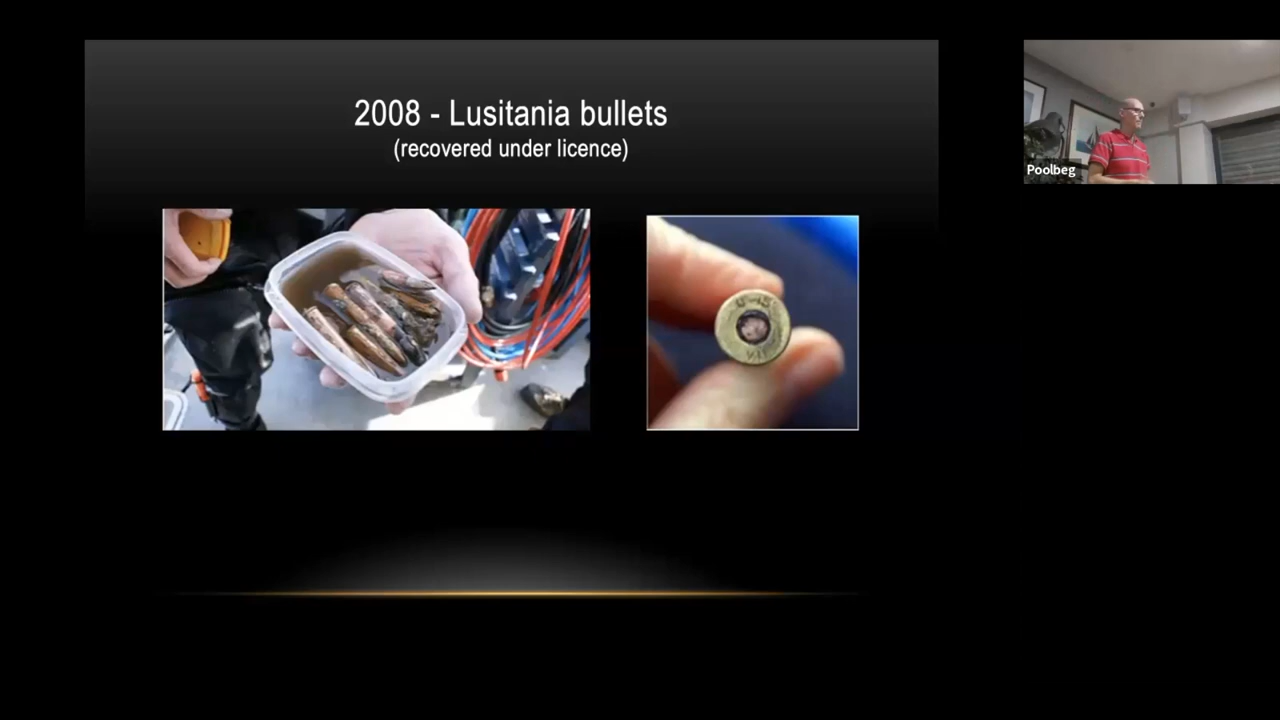 2008 - Lusitania bullets
(recovered under licence)
Poolbeg